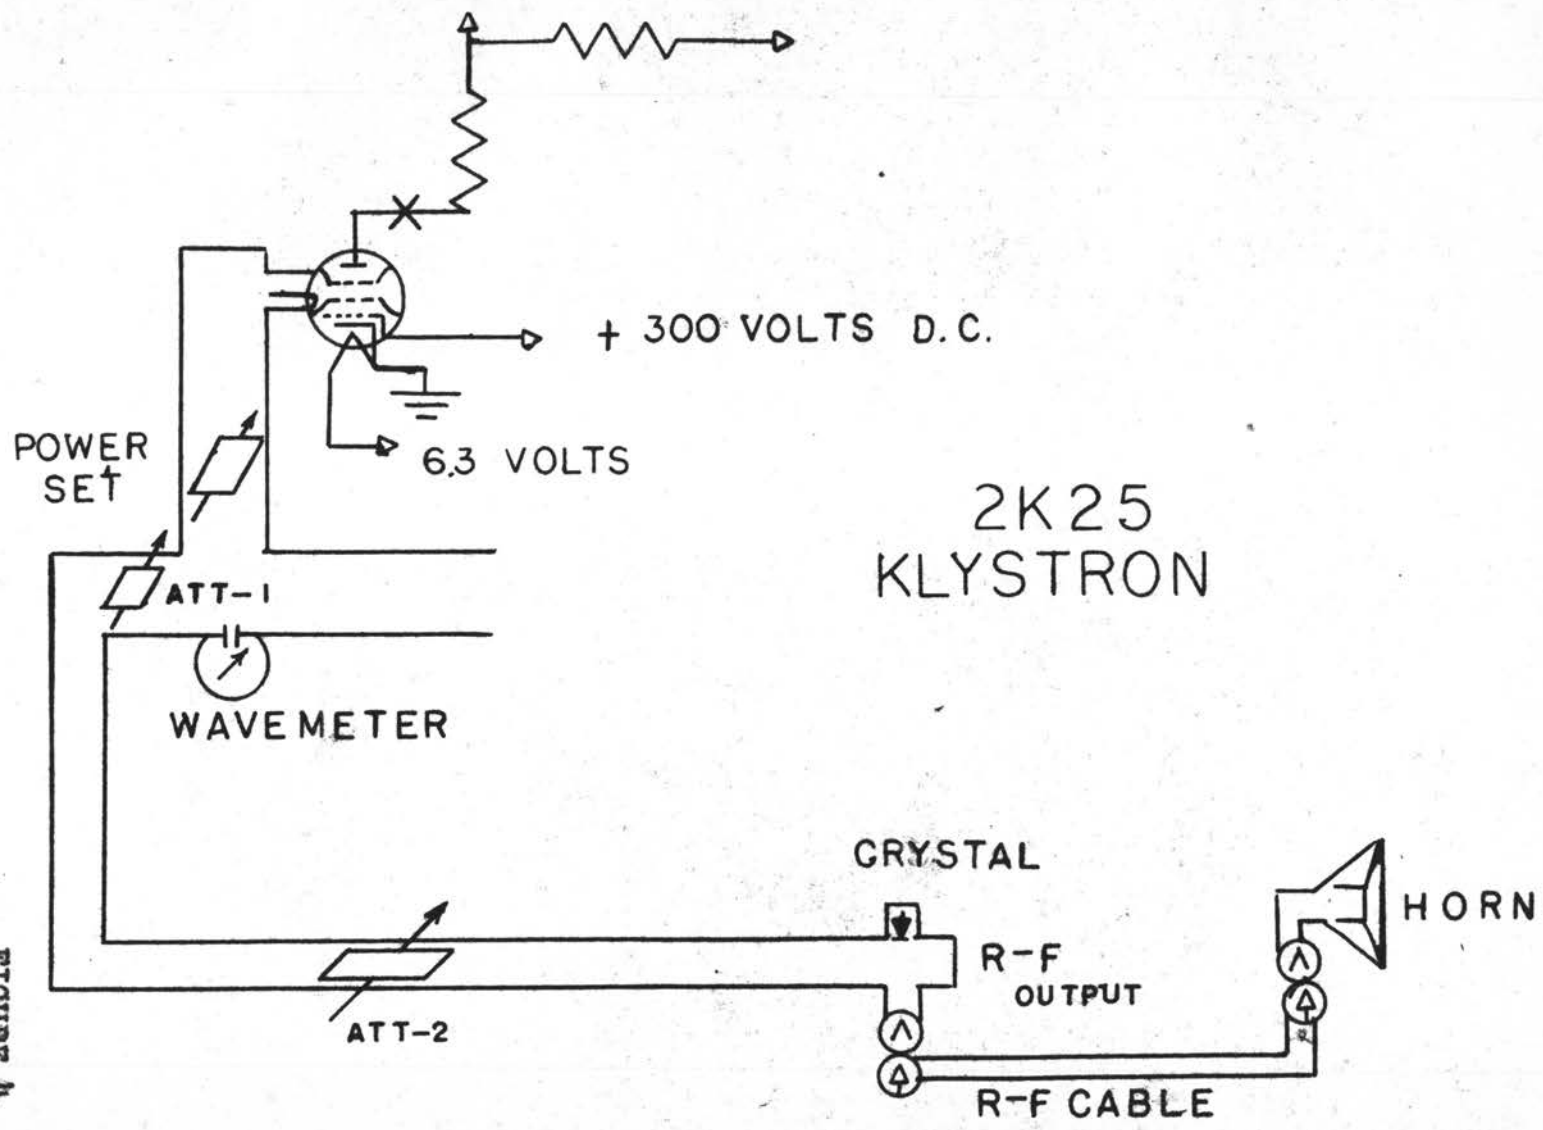 + 300 VOLTS D.C.
POWER
SET
6.3 VOLTS
2K25
KLYSTRON
ATT-1
WAVEMETER
CRYSTAL
HORN
R-F
OUTPUT
ATT-2
R-F CABLE